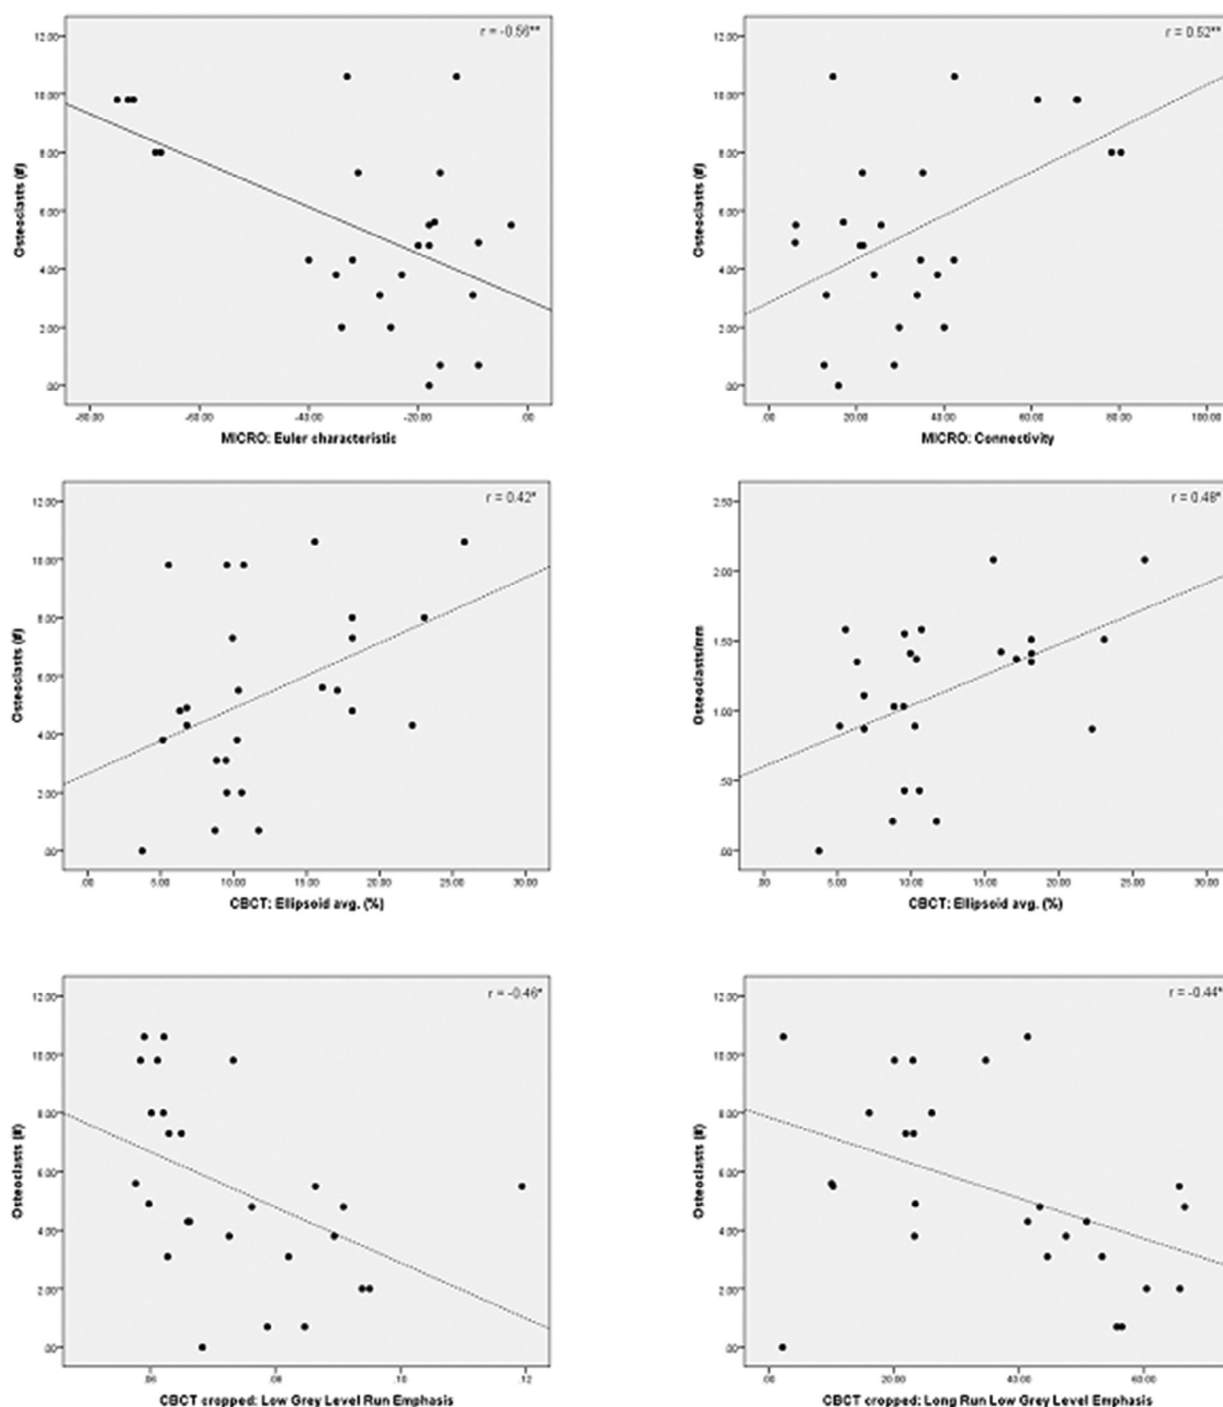 r = -0.56**
12.00
10.00
8.00
6.00
4.00
2.00
.00
Osteoclasts (#)
-80.00 -60.00 -40.00 -20.00 .00
MICRO: Euler characteristic
r = 0.52**
12.00
10.00
8.00
6.00
4.00
2.00
.00
Osteoclasts (#)
.00 20.00 40.00 60.00 80.00 100.00
MICRO: Connectivity
r = 0.42*
12.00
10.00
8.00
6.00
4.00
2.00
.00
Osteoclasts (#)
.00 5.00 10.00 15.00 20.00 25.00 30.00
CBCT: Ellipsoid avg. (%)
r = 0.48*
2.50
2.00
1.50
1.00
.50
.00
Osteoclasts/mm
.00 5.00 10.00 15.00 20.00 25.00 30.00
CBCT: Ellipsoid avg. (%)
r = -0.46*
12.00
10.00
8.00
6.00
4.00
2.00
.00
Osteoclasts (#)
.06 .08 .10 .12
CBCT cropped: Low Grey Level Run Emphasis
r = -0.44*
12.00
10.00
8.00
6.00
4.00
2.00
.00
Osteoclasts (#)
.00 20.00 40.00 60.00
CBCT cropped: Long Run Low Grey Level Emphasis